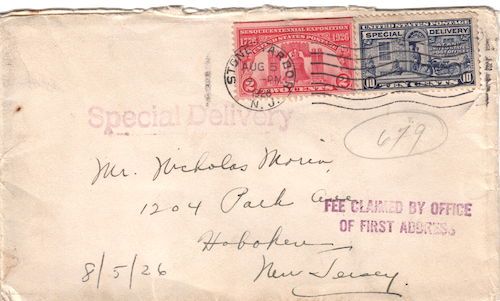 SESQUICENTENNIAL EXPOSITION
1776 1926
UNITED STATES POSTAGE
2 2
TWO CENTS
UNITED STATES POSTAGE
SPECIAL DELIVERY
10 10
TEN CENTS
STONE HARBOR
AUG 5
PM
1926
N. J.
Special Delivery
679
Mr. Nicholas Morin,
1204 Park Ave
FEE CLAIMED BY OFFICE
OF FIRST ADDRESS
Hoboken
8/5/26
New Jersey.